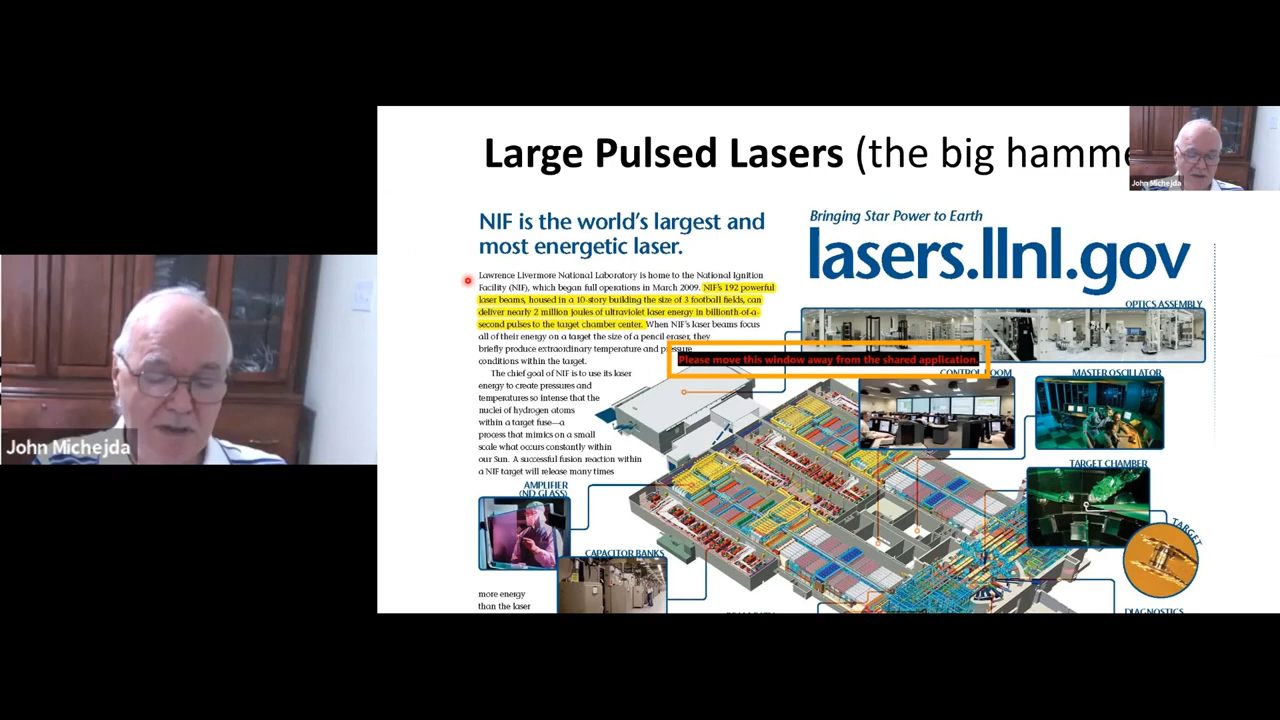 Large Pulsed Lasers (the big hamme
John Michejda
NIF is the world's largest and
most energetic laser.
Bringing Star Power to Earth
lasers.llnl.gov
Lawrence Livermore National Laboratory is home to the National Ignition
Facility (NIF), which began full operations in March 2009. NIF's 192 powerful
laser beams, housed in a 10-story building the size of 3 football fields, can
deliver nearly 2 million joules of ultraviolet laser energy in billionth-of-a-
second pulses to the target chamber center. When NIF's laser beams focus
all of their energy on a target the size of a pencil eraser, they
briefly produce extraordinary temperature and pressure
conditions within the target.
The chief goal of NIF is to use its laser
energy to create pressures and
temperatures so intense that the
nuclei of hydrogen atoms
within a target fuse—a
process that mimics on a small
scale what occurs constantly within
our Sun. A successful fusion reaction within
a NIF target will release many times
more energy
than the laser
Please move this window away from the shared application.
OPTICS ASSEMBLY
CONTROL ROOM
MASTER OSCILLATOR
TARGET CHAMBER
TARGET
AMPLIFIER
(ND GLASS)
CAPACITOR BANKS
DIAGNOSTICS
John Michejda